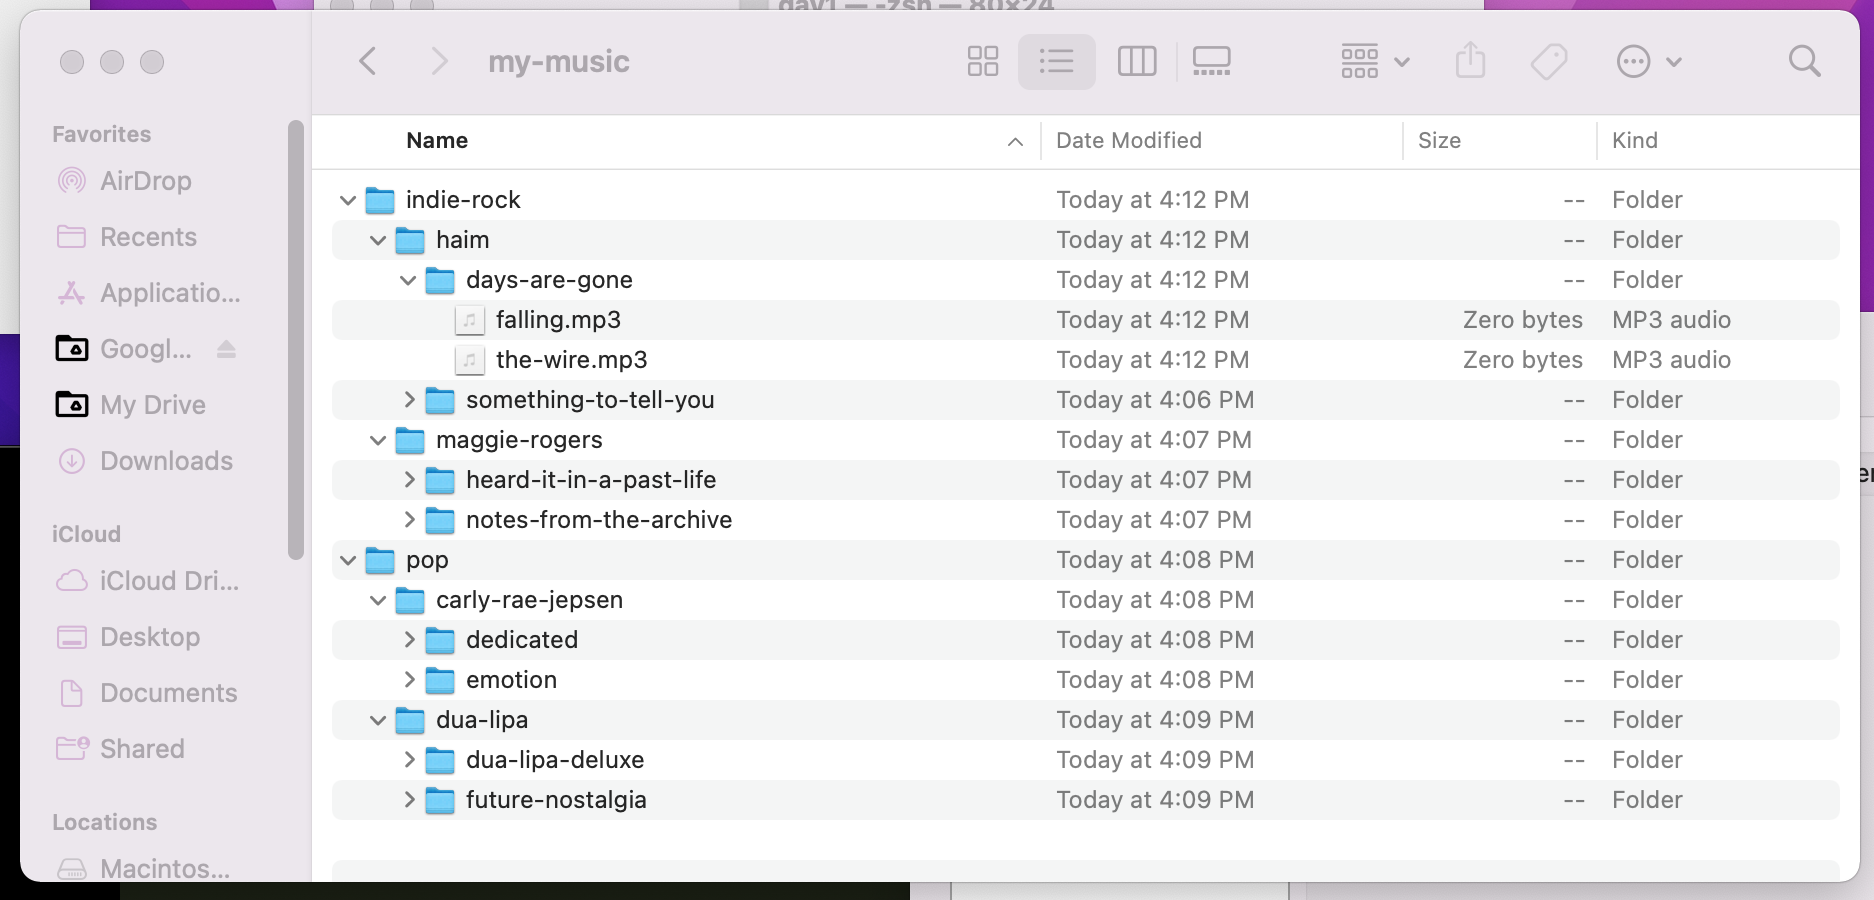 day1 — -zsh — 80×24
my-music
Favorites
AirDrop
Recents
Applicatio...
Googl...
My Drive
Downloads
iCloud
iCloud Dri...
Desktop
Documents
Shared
Locations
Macintos...
Name Date Modified Size Kind
indie-rock Today at 4:12 PM -- Folder
haim Today at 4:12 PM -- Folder
days-are-gone Today at 4:12 PM -- Folder
falling.mp3 Today at 4:12 PM Zero bytes MP3 audio
the-wire.mp3 Today at 4:12 PM Zero bytes MP3 audio
something-to-tell-you Today at 4:06 PM -- Folder
maggie-rogers Today at 4:07 PM -- Folder
heard-it-in-a-past-life Today at 4:07 PM -- Folder
notes-from-the-archive Today at 4:07 PM -- Folder
pop Today at 4:08 PM -- Folder
carly-rae-jepsen Today at 4:08 PM -- Folder
dedicated Today at 4:08 PM -- Folder
emotion Today at 4:08 PM -- Folder
dua-lipa Today at 4:09 PM -- Folder
dua-lipa-deluxe Today at 4:09 PM -- Folder
future-nostalgia Today at 4:09 PM -- Folder